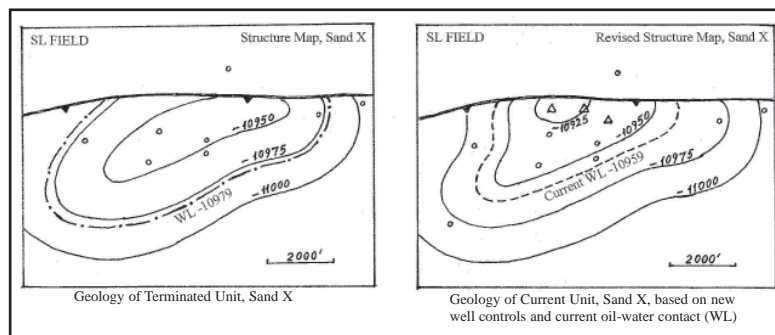 SL FIELD
Structure Map, Sand X
-10950
-10975
WL -10979
-11000
2000'
Geology of Terminated Unit, Sand X
SL FIELD
Revised Structure Map, Sand X
-10925
-10950
Current WL -10959
-10975
-11000
2000'
Geology of Current Unit, Sand X, based on new
well controls and current oil-water contact (WL)